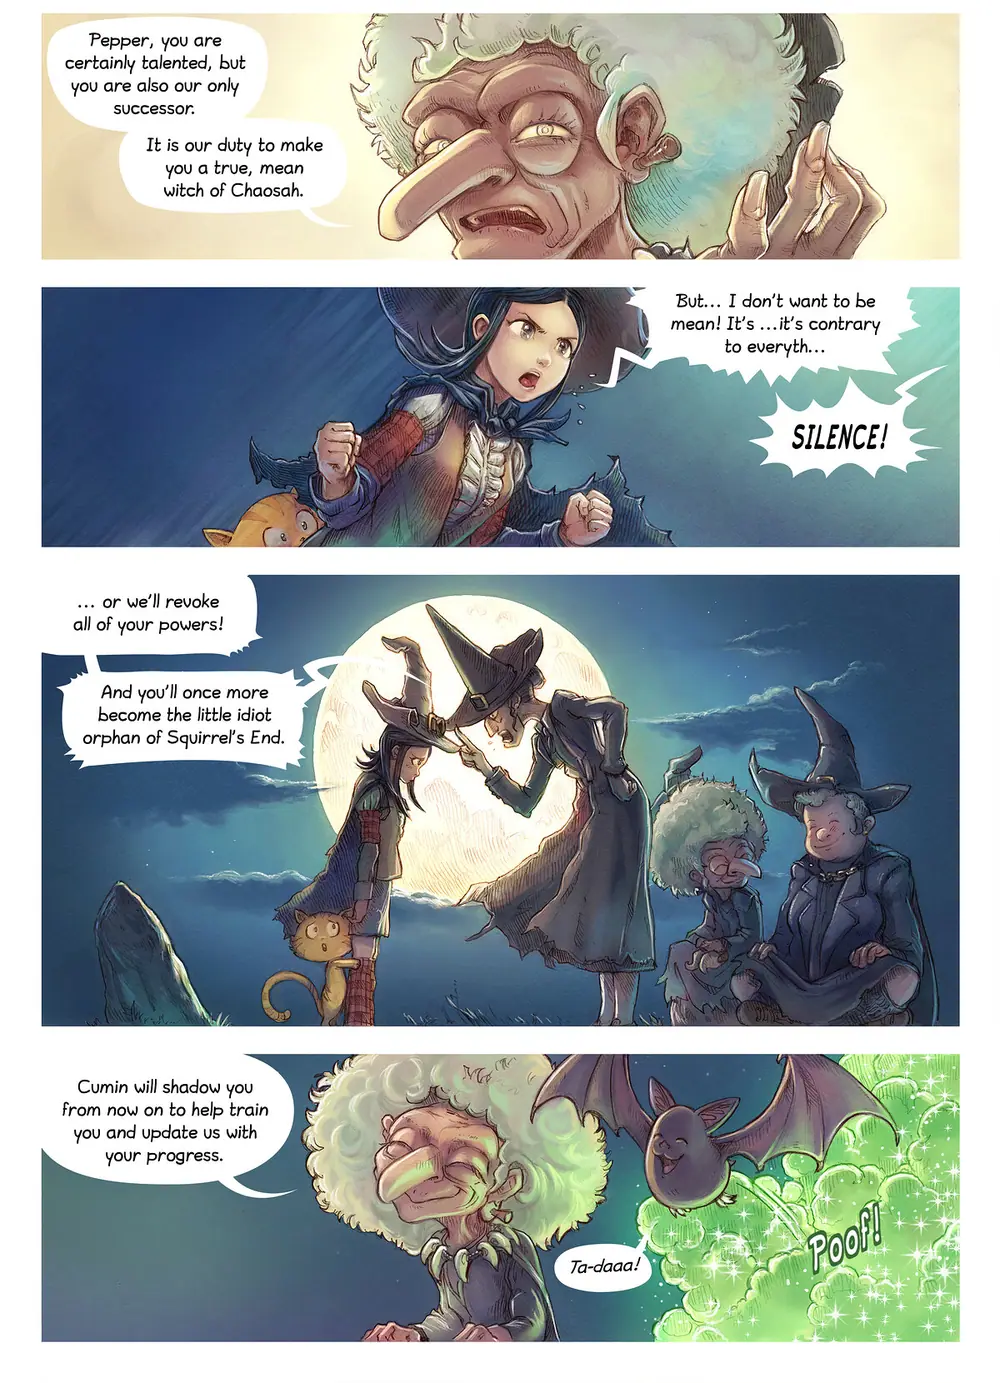 Pepper, you are
certainly talented, but
you are also our only
successor.
It is our duty to make
you a true, mean
witch of Chaosah.
But... I don't want to be
mean! It's ...it's contrary
to everyth...
SILENCE!
... or we'll revoke
all of your powers!
And you'll once more
become the little idiot
orphan of Squirrel's End.
Cumin will shadow you
from now on to help train
you and update us with
your progress.
Ta-daaa!
Poof!